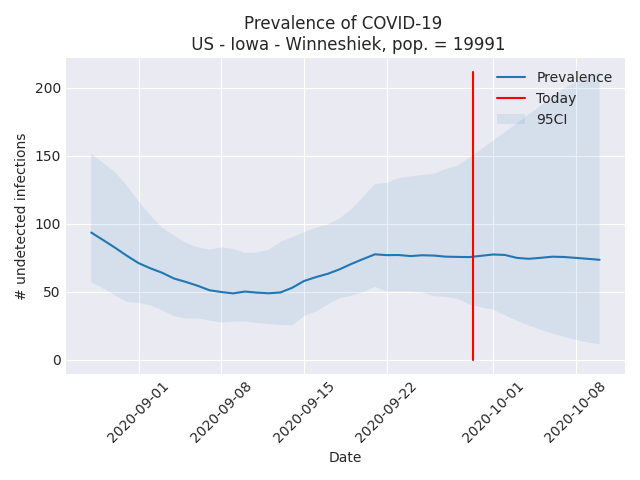 Prevalence of COVID-19
US - Iowa - Winneshiek, pop. = 19991
Prevalence
Today
95CI
# undetected infections
200
150
100
50
0
2020-09-01
2020-09-08
2020-09-15
2020-09-22
2020-10-01
2020-10-08
Date